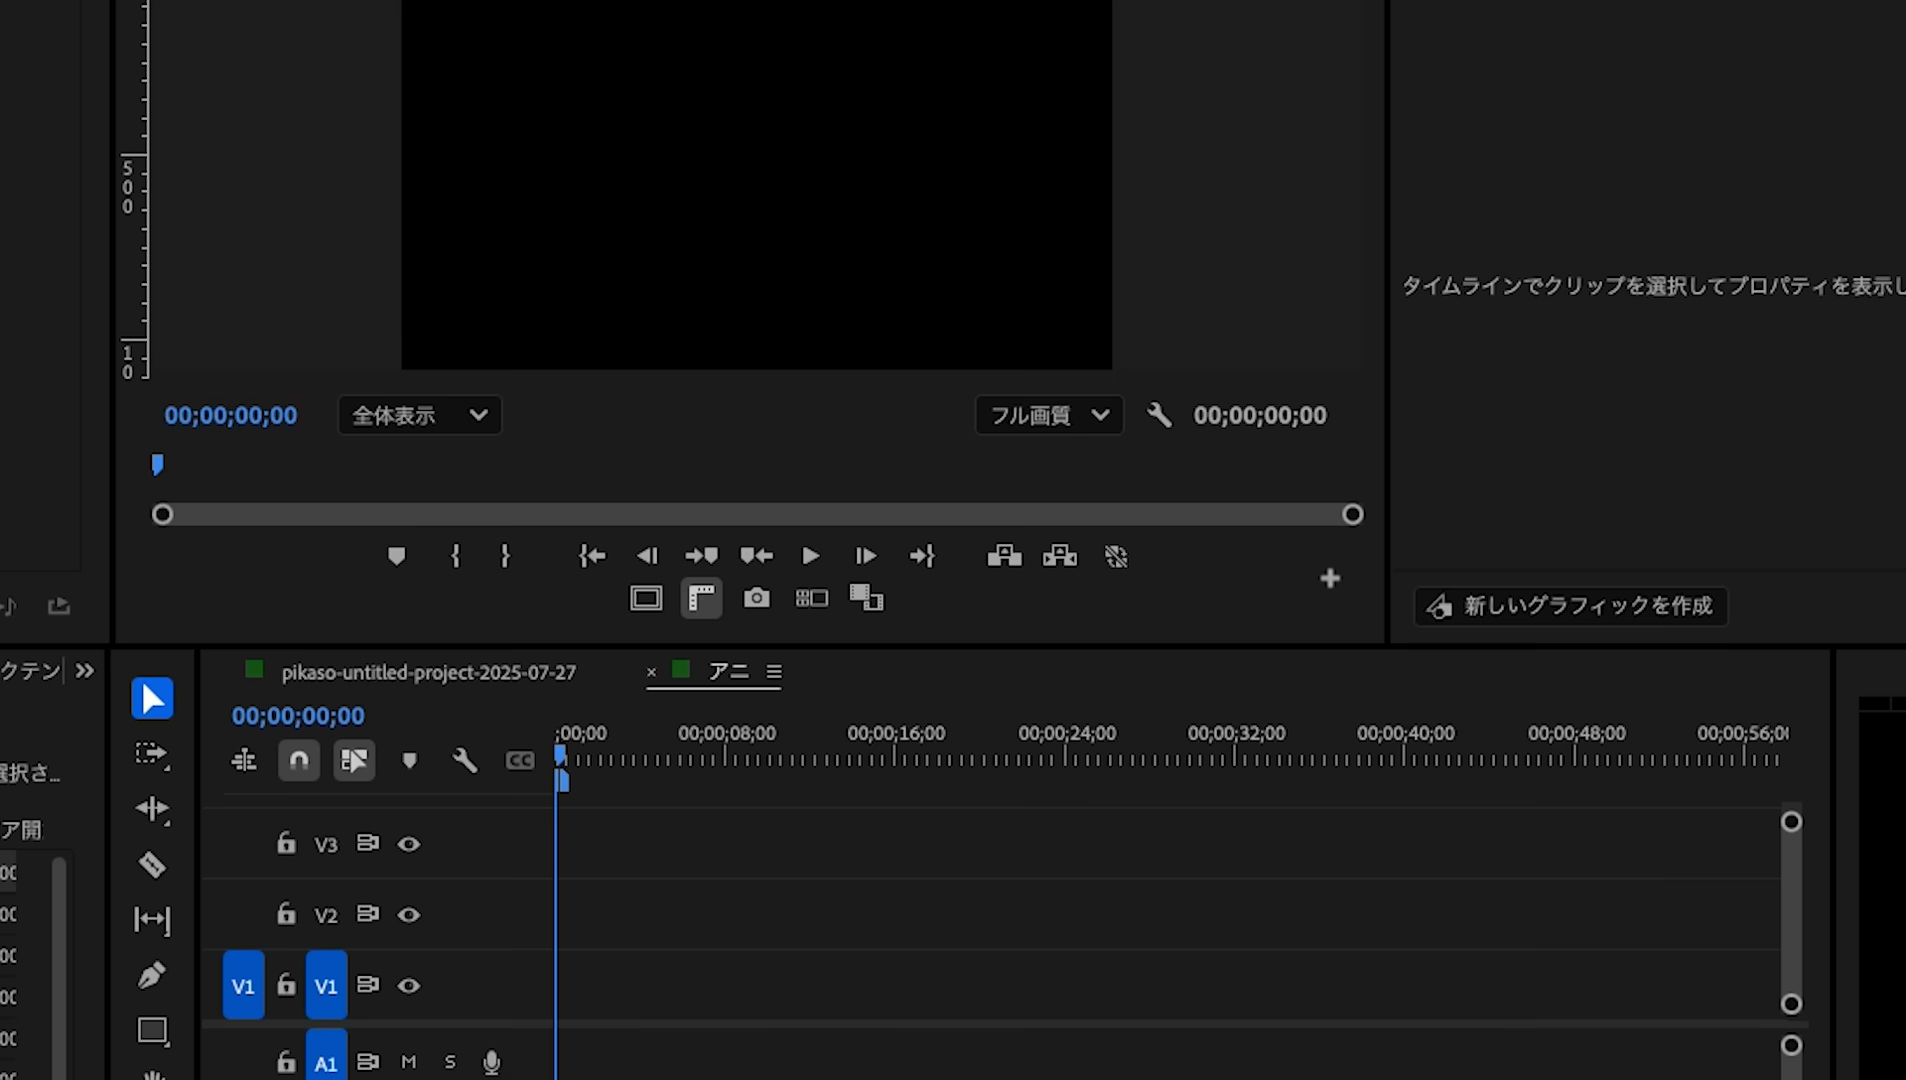 500
10
タイムラインでクリップを選択してプロパティを表示し
00;00;00;00
全体表示
フル画質
00;00;00;00
新しいグラフィックを作成
クテン
pikaso-untitled-project-2025-07-27
× アニ
00;00;00;00
;00;00 00;00;08;00 00;00;16;00 00;00;24;00 00;00;32;00 00;00;40;00 00;00;48;00 00;00;56;00
CC
選択さ...
ア開
V3
V2
V1 V1
A1 M S